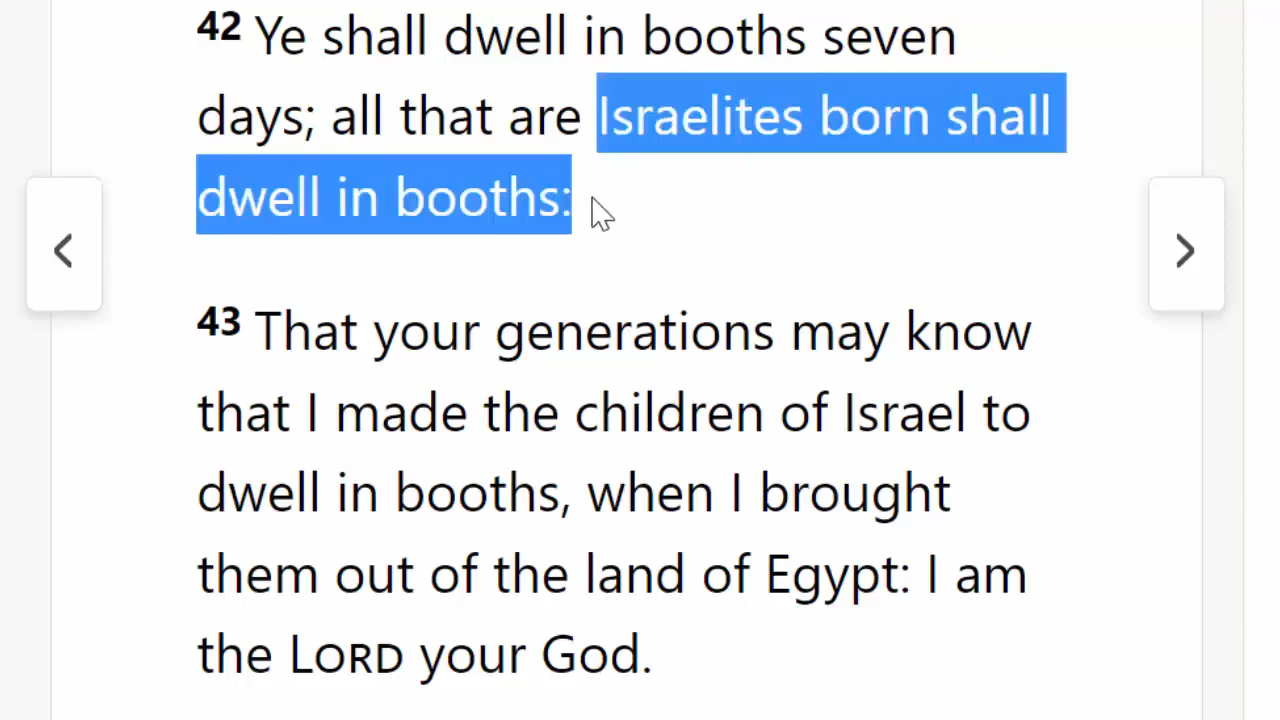 42 Ye shall dwell in booths seven
days; all that are Israelites born shall
dwell in booths:
43 That your generations may know
that I made the children of Israel to
dwell in booths, when I brought
them out of the land of Egypt: I am
the LORD your God.